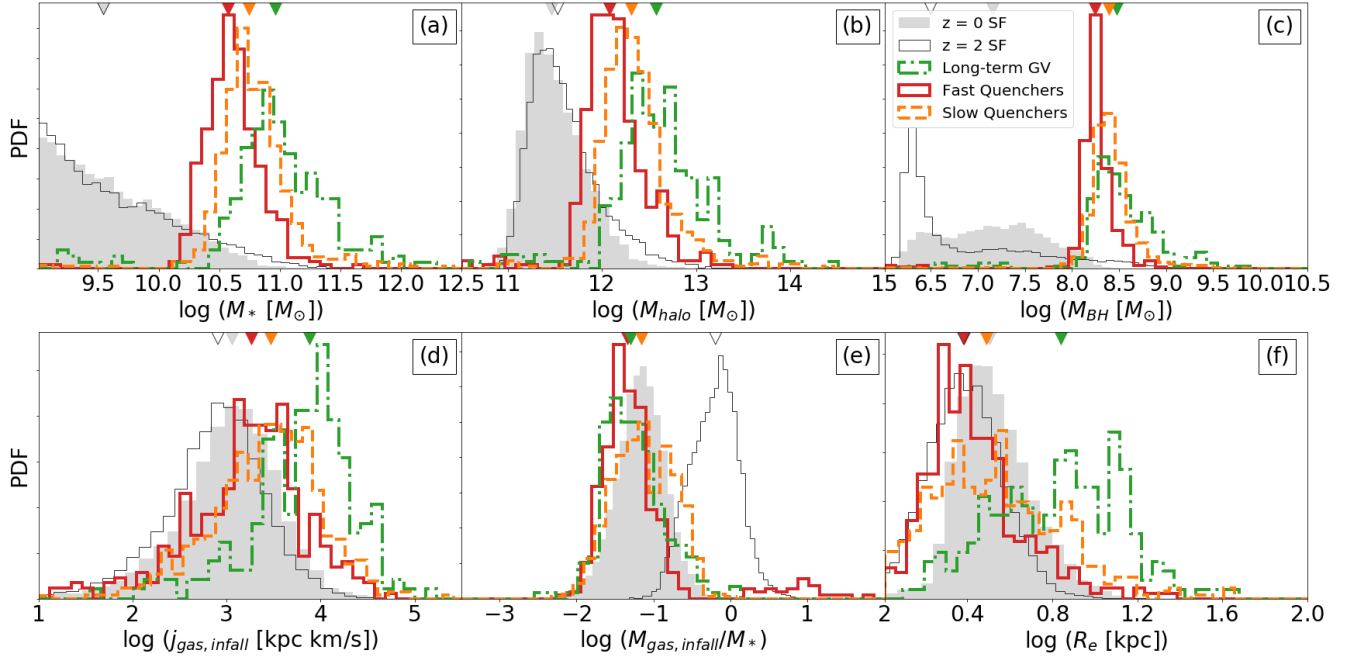 (a)
(b)
(c)
z = 0 SF
z = 2 SF
Long-term GV
Fast Quenchers
Slow Quenchers
PDF
9.5 10.0 10.5 11.0 11.5 12.0 12.5
11 12 13 14 15
6.5 7.0 7.5 8.0 8.5 9.0 9.5 10.0 10.5
log (M* [M⊙])
log (Mhalo [M⊙])
log (MBH [M⊙])
(d)
(e)
(f)
PDF
1 2 3 4 5
−3 −2 −1 0 1 2
0.4 0.8 1.2 1.6 2.0
log (jgas,infall [kpc km/s])
log (Mgas,infall/M*)
log (Re [kpc])